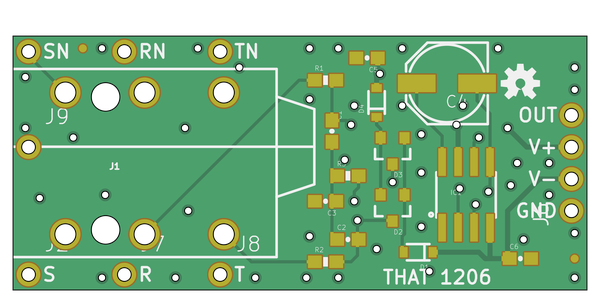 SN RN TN
R1
J9
C4
OUT
V+
J1
D3
V-
GND
C3
C2
D2
J8
R2
C6
S R T
THAT 1206